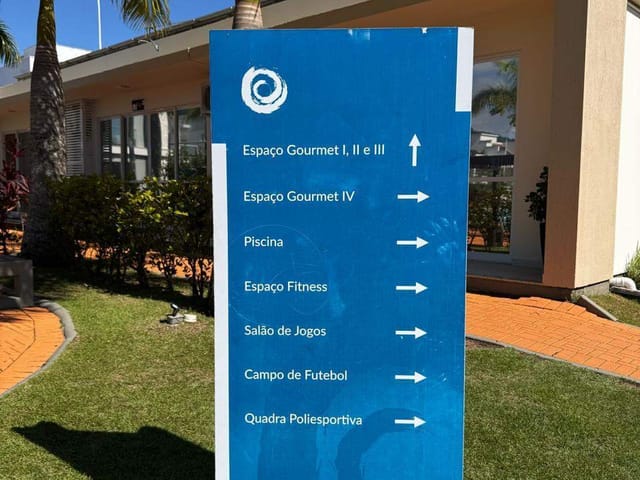 Espaço Gourmet I, II e III
Espaço Gourmet IV
Piscina
Espaço Fitness
Salão de Jogos
Campo de Futebol
Quadra Poliesportiva